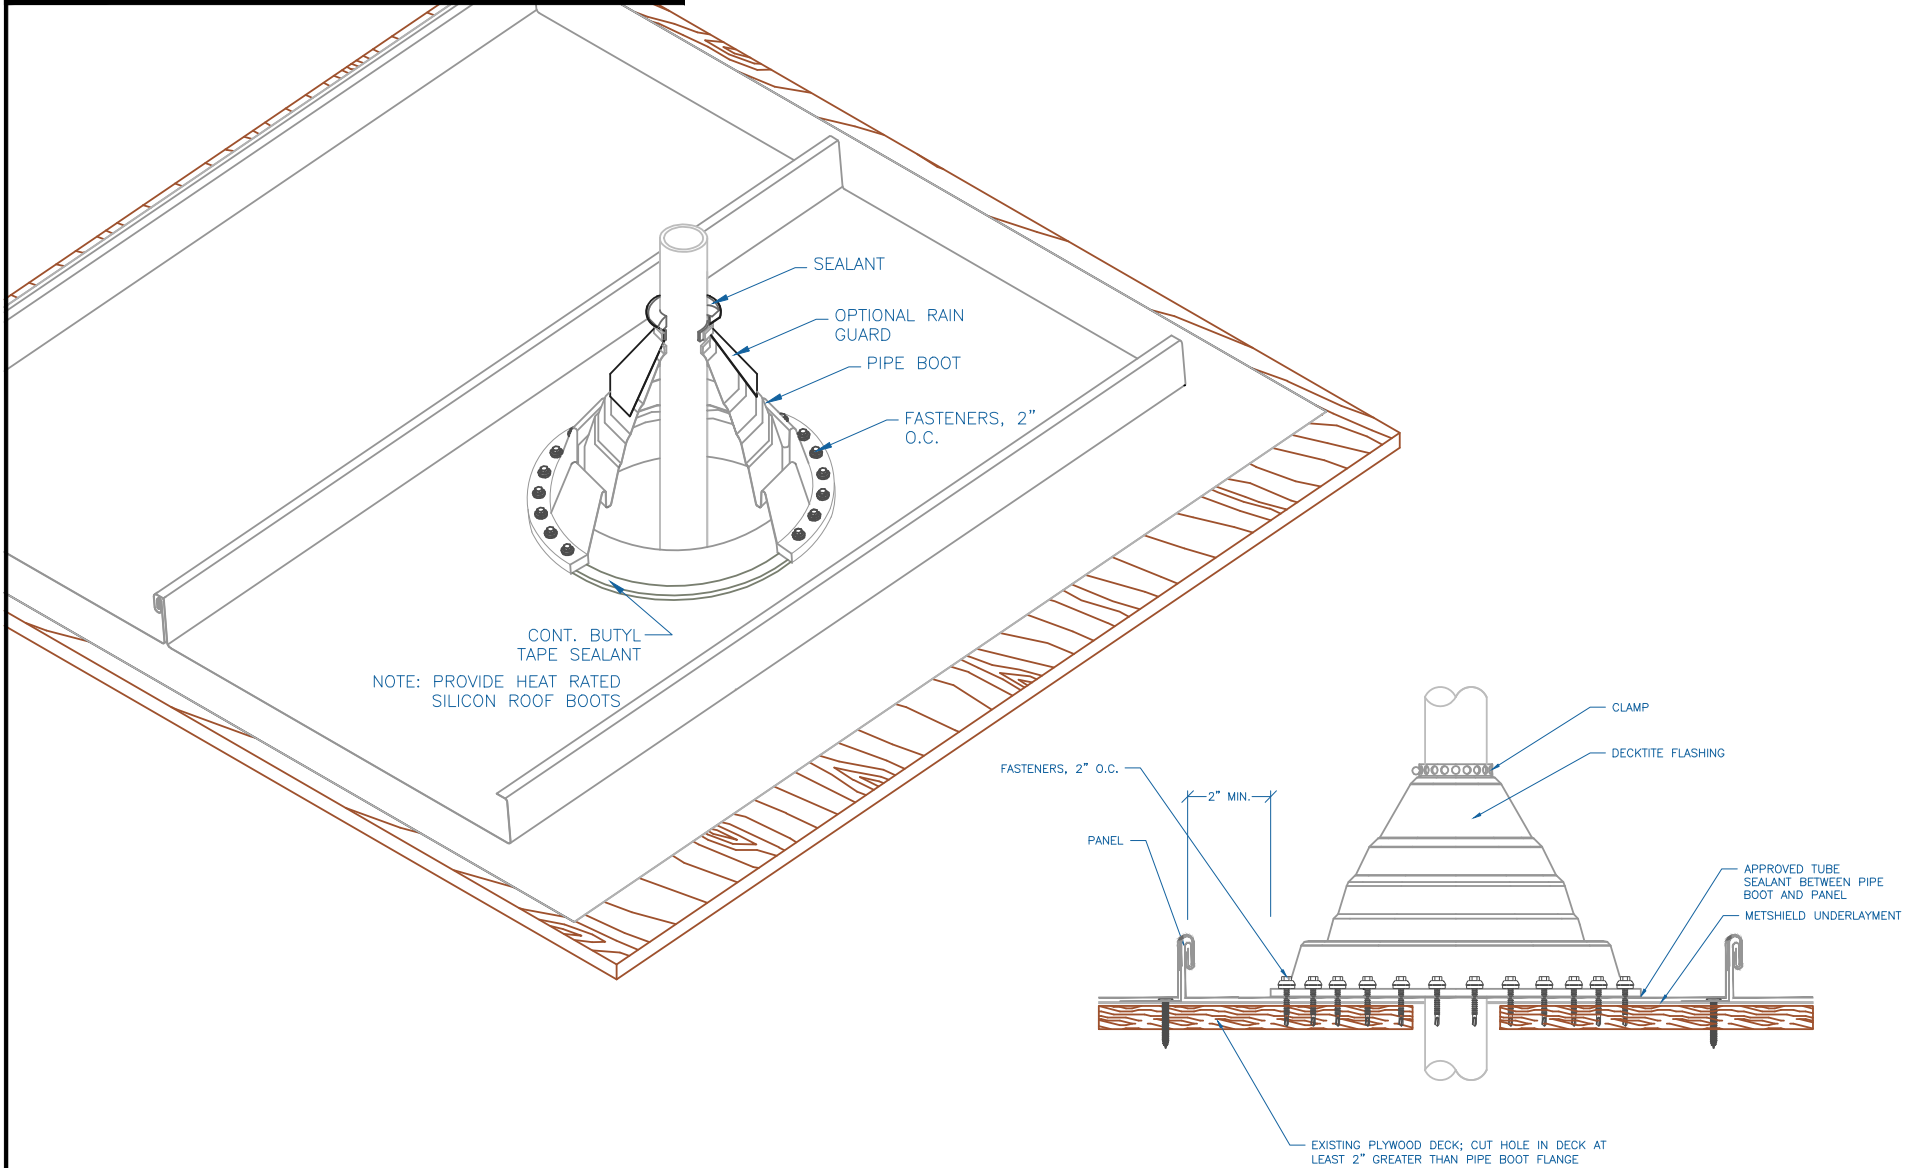 SEALANT
OPTIONAL RAIN
GUARD
PIPE BOOT
FASTENERS, 2"
O.C.
CONT. BUTYL
TAPE SEALANT
NOTE: PROVIDE HEAT RATED
SILICON ROOF BOOTS
CLAMP
DECKTITE FLASHING
FASTENERS, 2" O.C.
2" MIN.
PANEL
APPROVED TUBE
SEALANT BETWEEN PIPE
BOOT AND PANEL
METSHIELD UNDERLAYMENT
EXISTING PLYWOOD DECK; CUT HOLE IN DECK AT
LEAST 2" GREATER THAN PIPE BOOT FLANGE